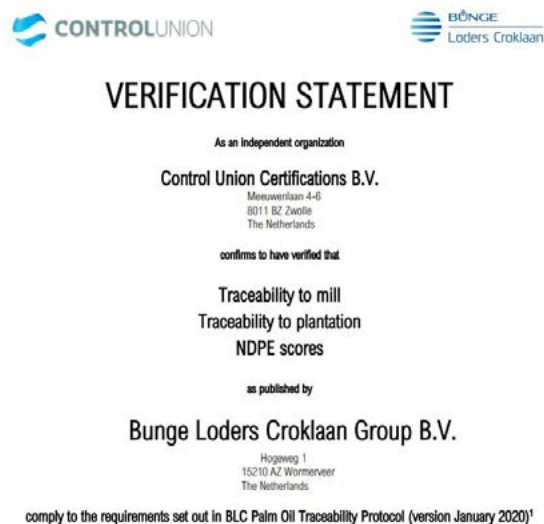 CONTROLUNION
BUNGE
Loders Croklaan
VERIFICATION STATEMENT
As an independent organization
Control Union Certifications B.V.
Meeuwenlaan 4-6
8011 BZ Zwolle
The Netherlands
confirms to have verified that
Traceability to mill
Traceability to plantation
NDPE scores
as published by
Bunge Loders Croklaan Group B.V.
Hogeweg 1
15210 AZ Wormerveer
The Netherlands
comply to the requirements set out in BLC Palm Oil Traceability Protocol (version January 2020)¹